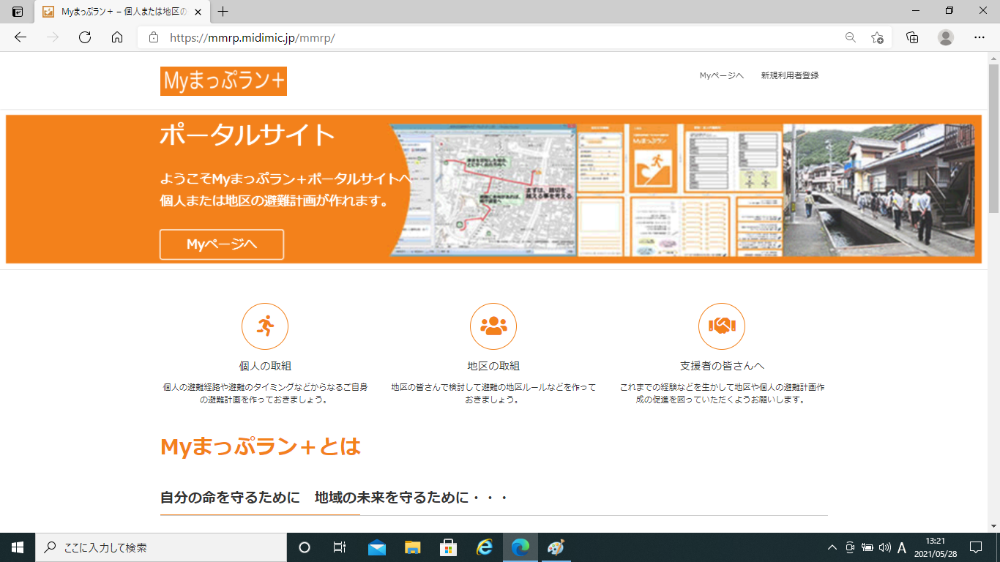 Myまっぷラン＋ – 個人または地区の
https://mmrp.midimic.jp/mmrp/
Myまっぷラン＋
Myページへ
新規利用者登録
ポータルサイト
ようこそMyまっぷラン＋ポータルサイトへ
個人または地区の避難計画が作れます。
Myページへ
まずは、踏切を
越える事を考える
Myまっぷラン
個人の取組
個人の避難経路や避難のタイミングなどからなるご自身
の避難計画を作っておきましょう。
地区の取組
地区の皆さんで検討して避難の地区ルールなどを作って
おきましょう。
支援者の皆さんへ
これまでの経験などを生かして地区や個人の避難計画作
成の促進を図っていただくようお願いします。
Myまっぷラン＋とは
自分の命を守るために　地域の未来を守るために・・・
ここに入力して検索
A
13:21
2021/05/28